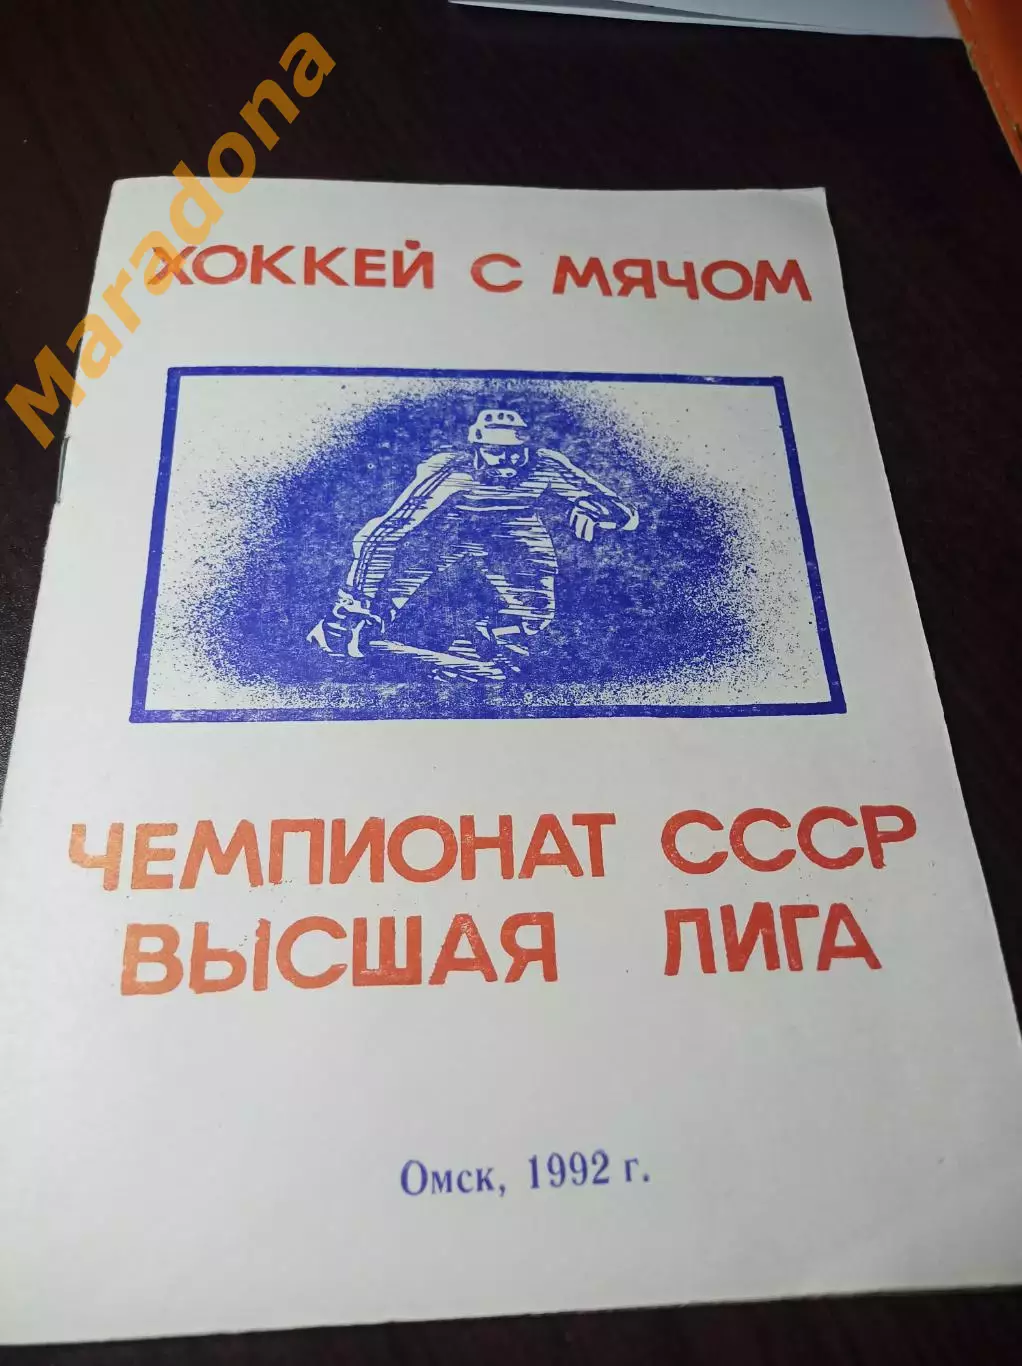 Maradona
ХОККЕЙ С МЯЧОМ
ЧЕМПИОНАТ СССР
ВЫСШАЯ ЛИГА
Омск, 1992 г.